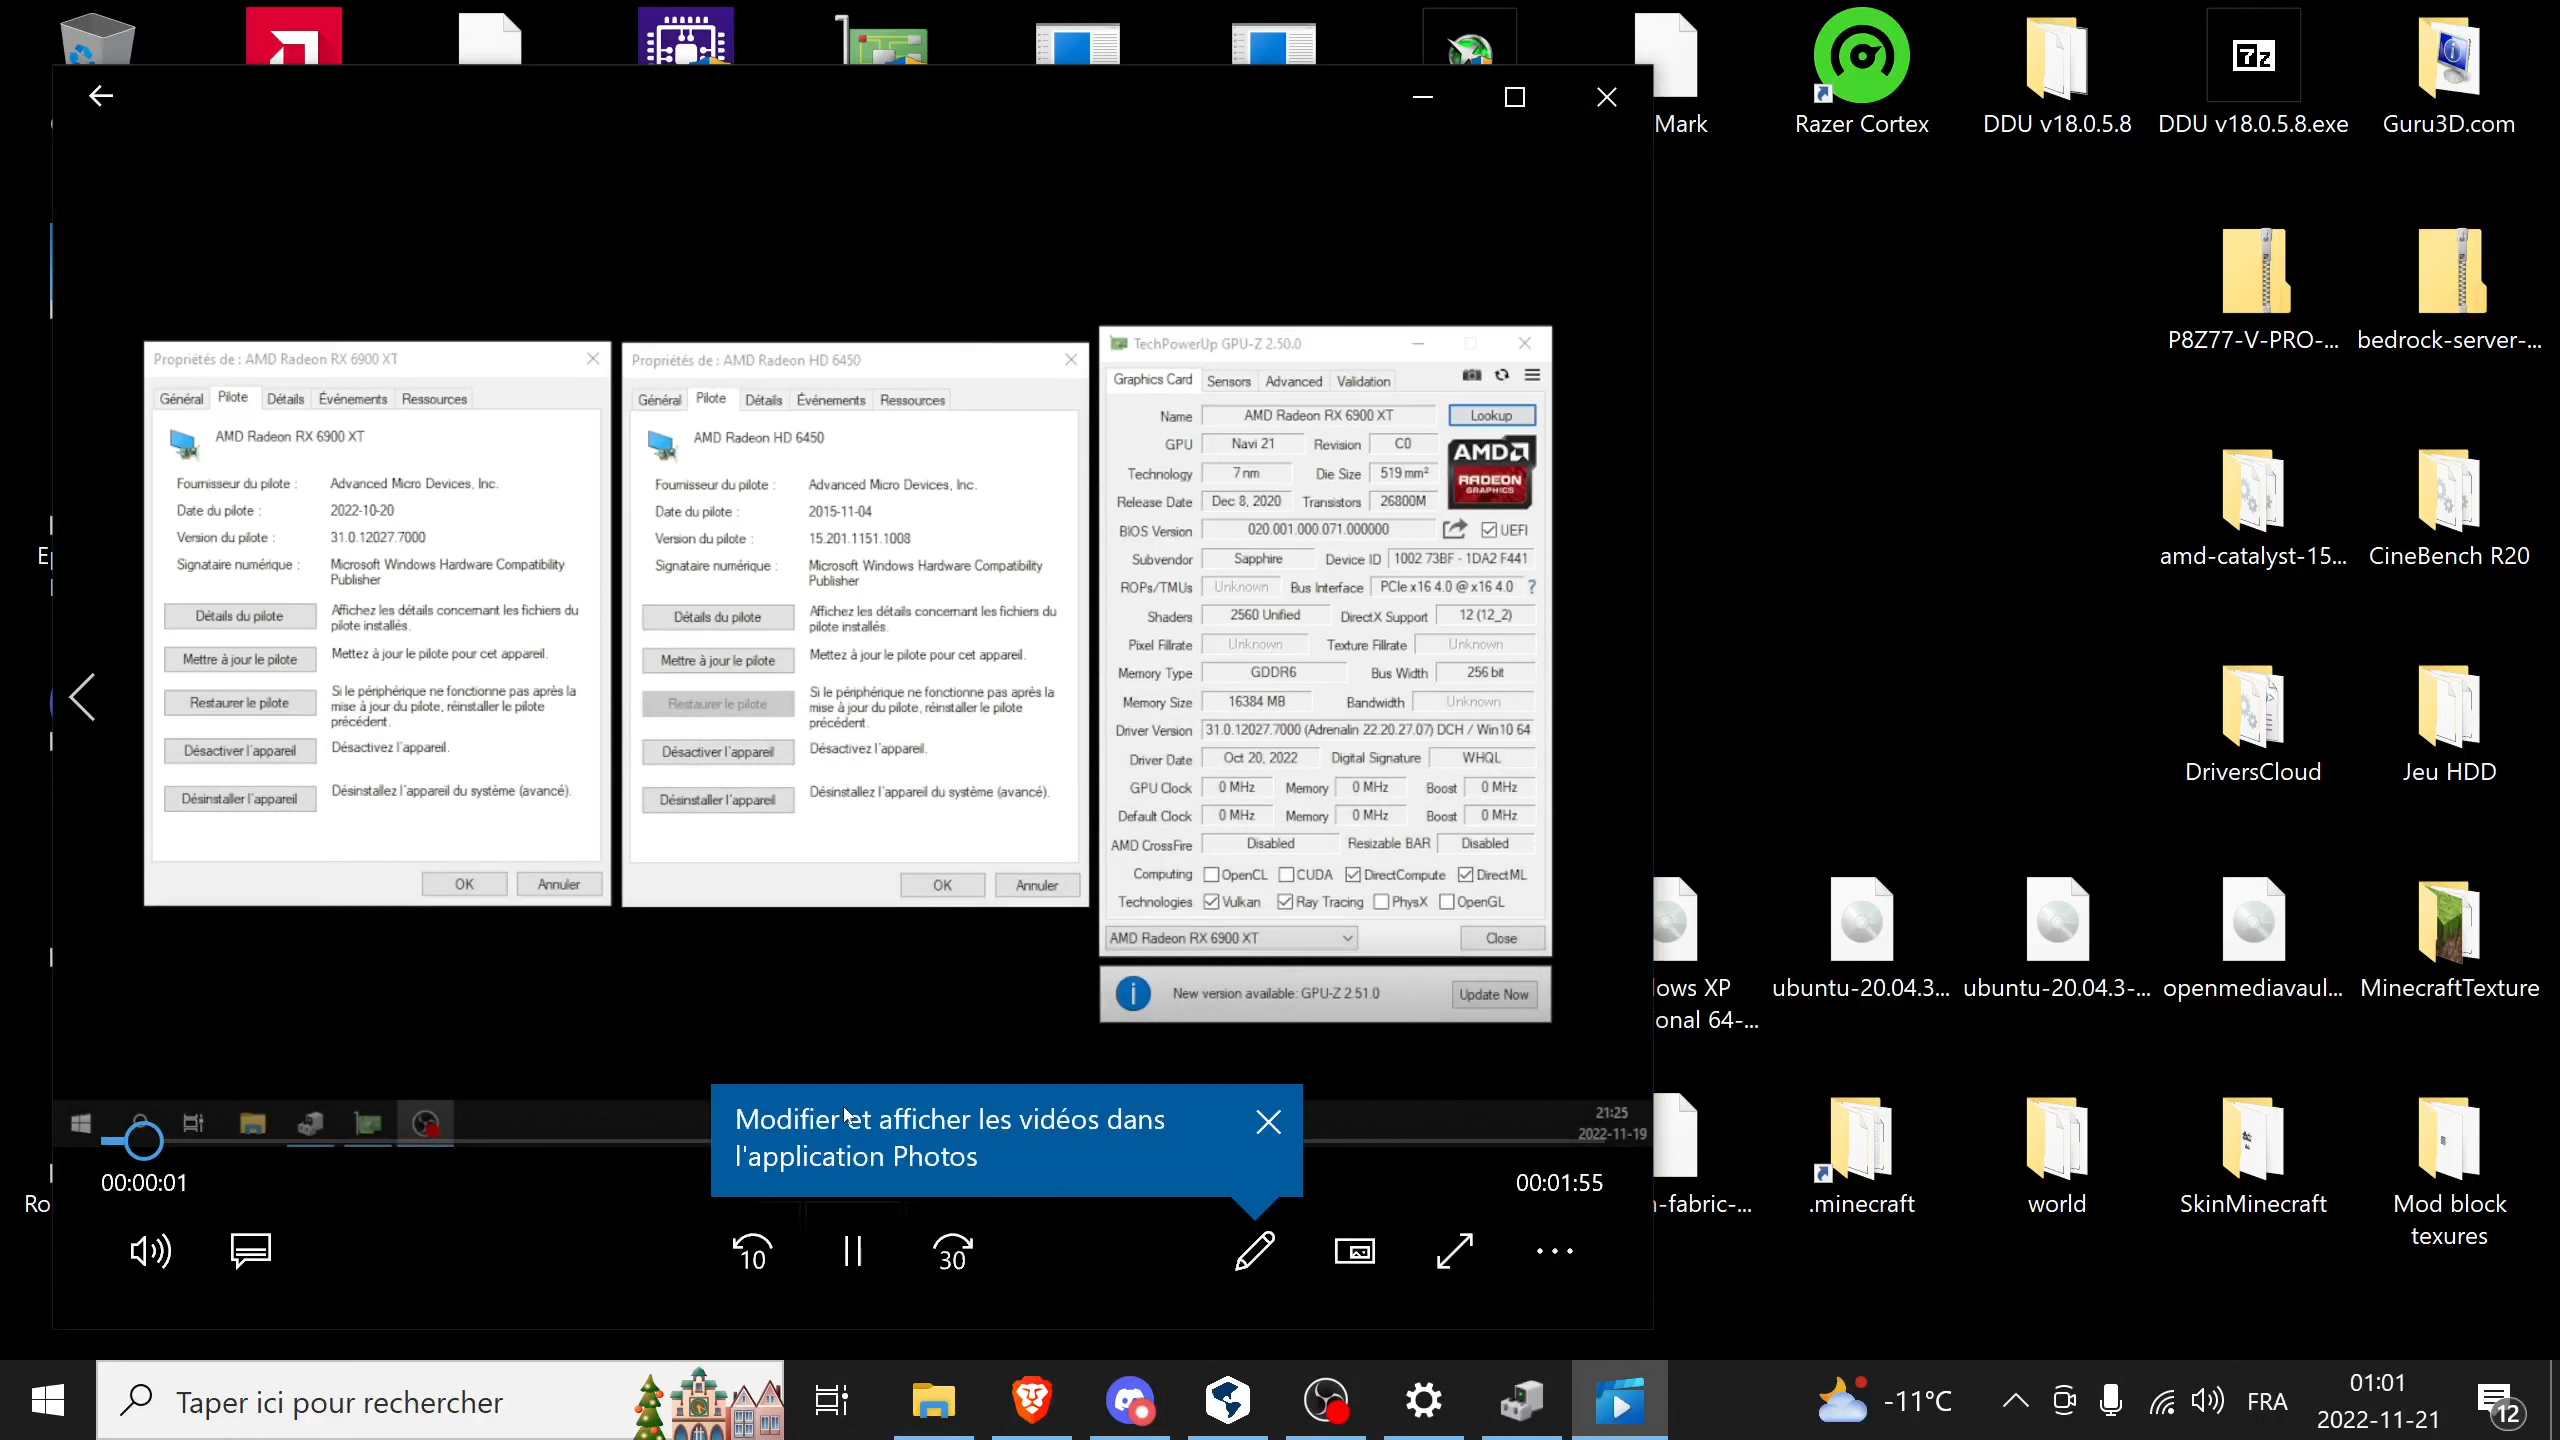 Mark
Razer Cortex
DDU v18.0.5.8
DDU v18.0.5.8.exe
Guru3D.com
7z
Propriétés de : AMD Radeon RX 6900 XT
Général Pilote Détails Événements Ressources
AMD Radeon RX 6900 XT
Fournisseur du pilote : Advanced Micro Devices, Inc.
Date du pilote : 2022-10-20
Version du pilote : 31.0.12027.7000
Signataire numérique : Microsoft Windows Hardware Compatibility
Publisher
Détails du pilote Affichez les détails concernant les fichiers du
pilote installés.
Mettre à jour le pilote Mettez à jour le pilote pour cet appareil.
Restaurer le pilote Si le périphérique ne fonctionne pas après la
mise à jour du pilote, réinstaller le pilote
précédent.
Désactiver l'appareil Désactivez l'appareil.
Désinstaller l'appareil Désinstallez l'appareil du système (avancé).
OK Annuler
Propriétés de : AMD Radeon HD 6450
Général Pilote Détails Événements Ressources
AMD Radeon HD 6450
Fournisseur du pilote : Advanced Micro Devices, Inc.
Date du pilote : 2015-11-04
Version du pilote : 15.201.1151.1008
Signataire numérique : Microsoft Windows Hardware Compatibility
Publisher
Détails du pilote Affichez les détails concernant les fichiers du
pilote installés.
Mettre à jour le pilote Mettez à jour le pilote pour cet appareil.
Restaurer le pilote Si le périphérique ne fonctionne pas après la
mise à jour du pilote, réinstaller le pilote
précédent.
Désactiver l'appareil Désactivez l'appareil.
Désinstaller l'appareil Désinstallez l'appareil du système (avancé).
OK Annuler
TechPowerUp GPU-Z 2.50.0
Graphics Card Sensors Advanced Validation
Name AMD Radeon RX 6900 XT Lookup
GPU Navi 21 Revision C0
AMD
RADEON
GRAPHICS
Technology 7 nm Die Size 519 mm²
Release Date Dec 8, 2020 Transistors 26800M
BIOS Version 020.001.000.071.000000 UEFI
Subvendor Sapphire Device ID 1002 73BF - 1DA2 F441
ROPs/TMUs Unknown Bus Interface PCIe x16 4.0 @ x16 4.0 ?
Shaders 2560 Unified DirectX Support 12 (12_2)
Pixel Fillrate Unknown Texture Fillrate Unknown
Memory Type GDDR6 Bus Width 256 bit
Memory Size 16384 MB Bandwidth Unknown
Driver Version 31.0.12027.7000 (Adrenalin 22.20.27.07) DCH / Win10 64
Driver Date Oct 20, 2022 Digital Signature WHQL
GPU Clock 0 MHz Memory 0 MHz Boost 0 MHz
Default Clock 0 MHz Memory 0 MHz Boost 0 MHz
AMD CrossFire Disabled Resizable BAR Disabled
Computing OpenCL CUDA DirectCompute DirectML
Technologies Vulkan Ray Tracing PhysX OpenGL
AMD Radeon RX 6900 XT Close
New version available: GPU-Z 2.51.0 Update Now
P8Z77-V-PRO-...
bedrock-server-...
amd-catalyst-15...
CineBench R20
DriversCloud
Jeu HDD
ows XP
onal 64-...
ubuntu-20.04.3...
ubuntu-20.04.3-...
openmediavaul...
MinecraftTexture
-fabric-...
.minecraft
world
SkinMinecraft
Mod block
texures
Ro
21:25
2022-11-19
Modifier et afficher les vidéos dans
l'application Photos
00:00:01
00:01:55
10
30
Taper ici pour rechercher
-11°C
FRA
01:01
2022-11-21
12